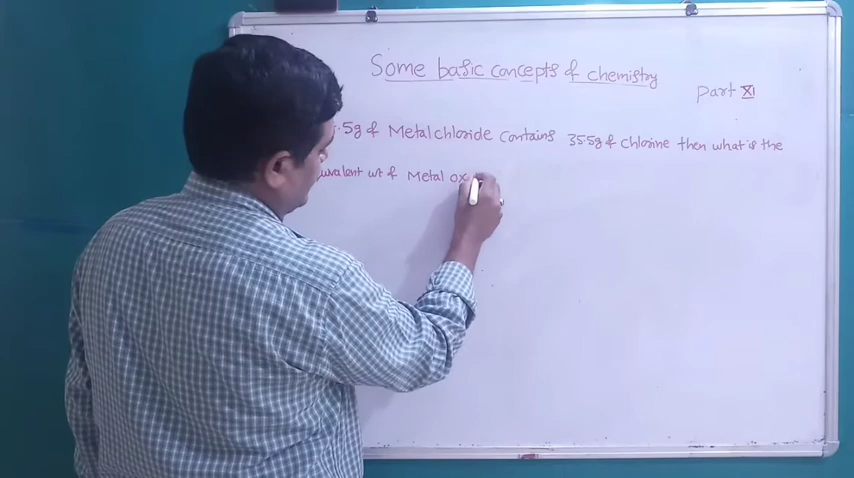 Some basic concepts of chemistry
Part XI
.5g of Metal chloride contains 35.5g of chlorine then what is the
uvalent wt of Metal ox